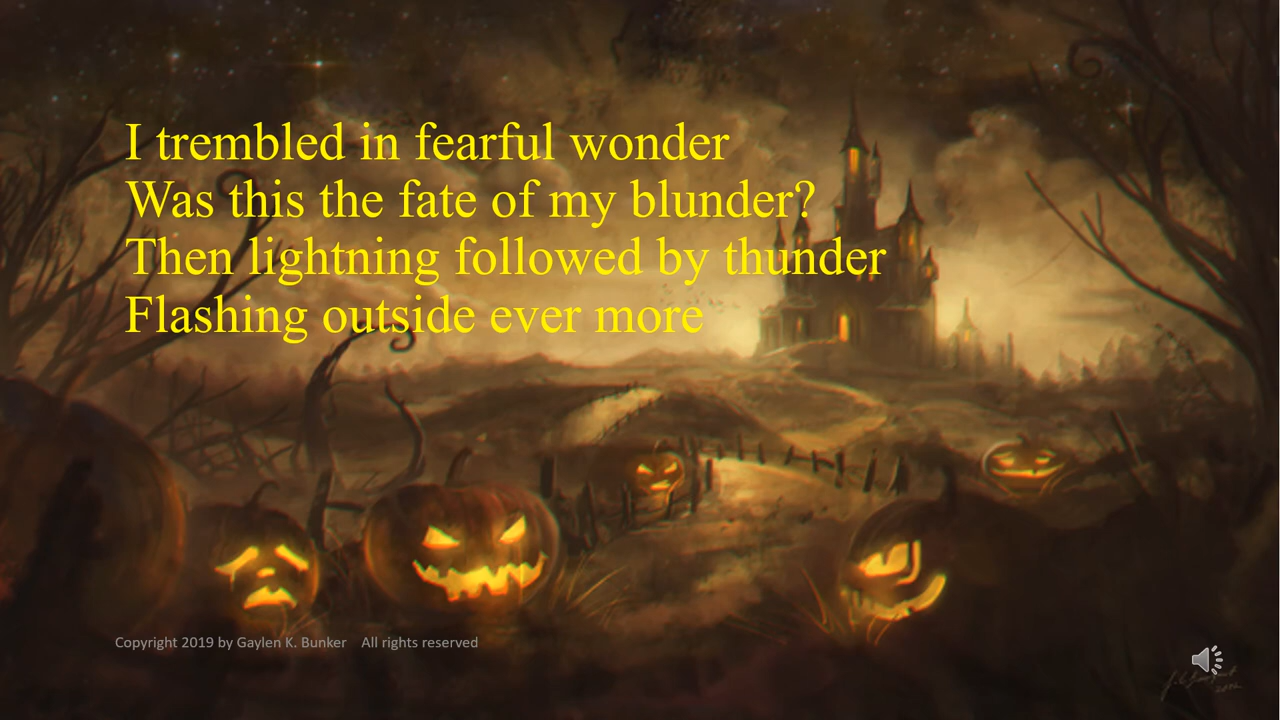 I trembled in fearful wonder
Was this the fate of my blunder?
Then lightning followed by thunder
Flashing outside ever more
Copyright 2019 by Gaylen K. Bunker    All rights reserved